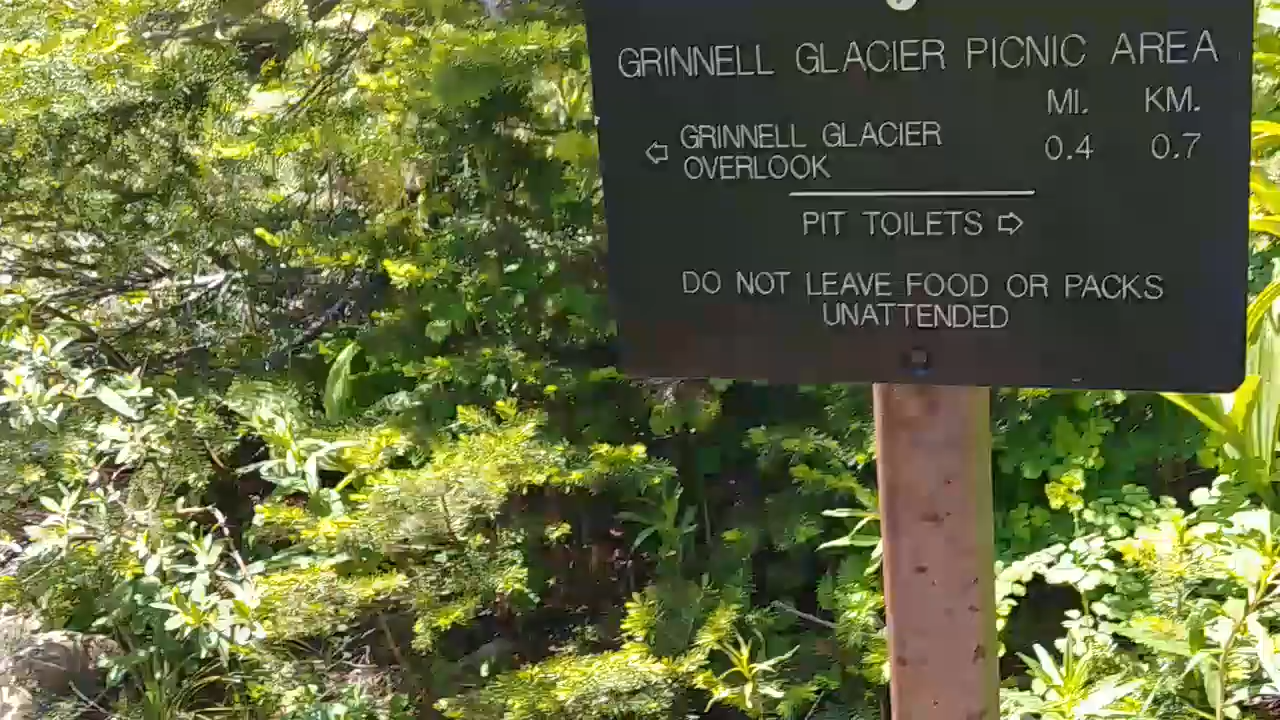 GRINNELL GLACIER PICNIC AREA
MI. KM.
⇦ GRINNELL GLACIER 0.4 0.7
OVERLOOK
PIT TOILETS ⇨
DO NOT LEAVE FOOD OR PACKS
UNATTENDED